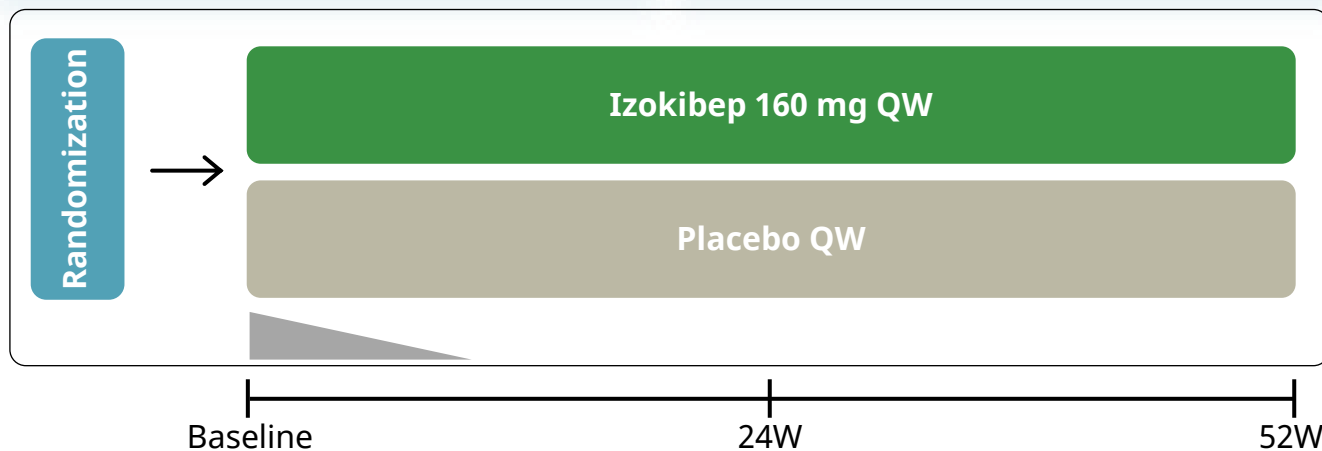 Randomization
Izokibep 160 mg QW
Placebo QW
Baseline
24W
52W